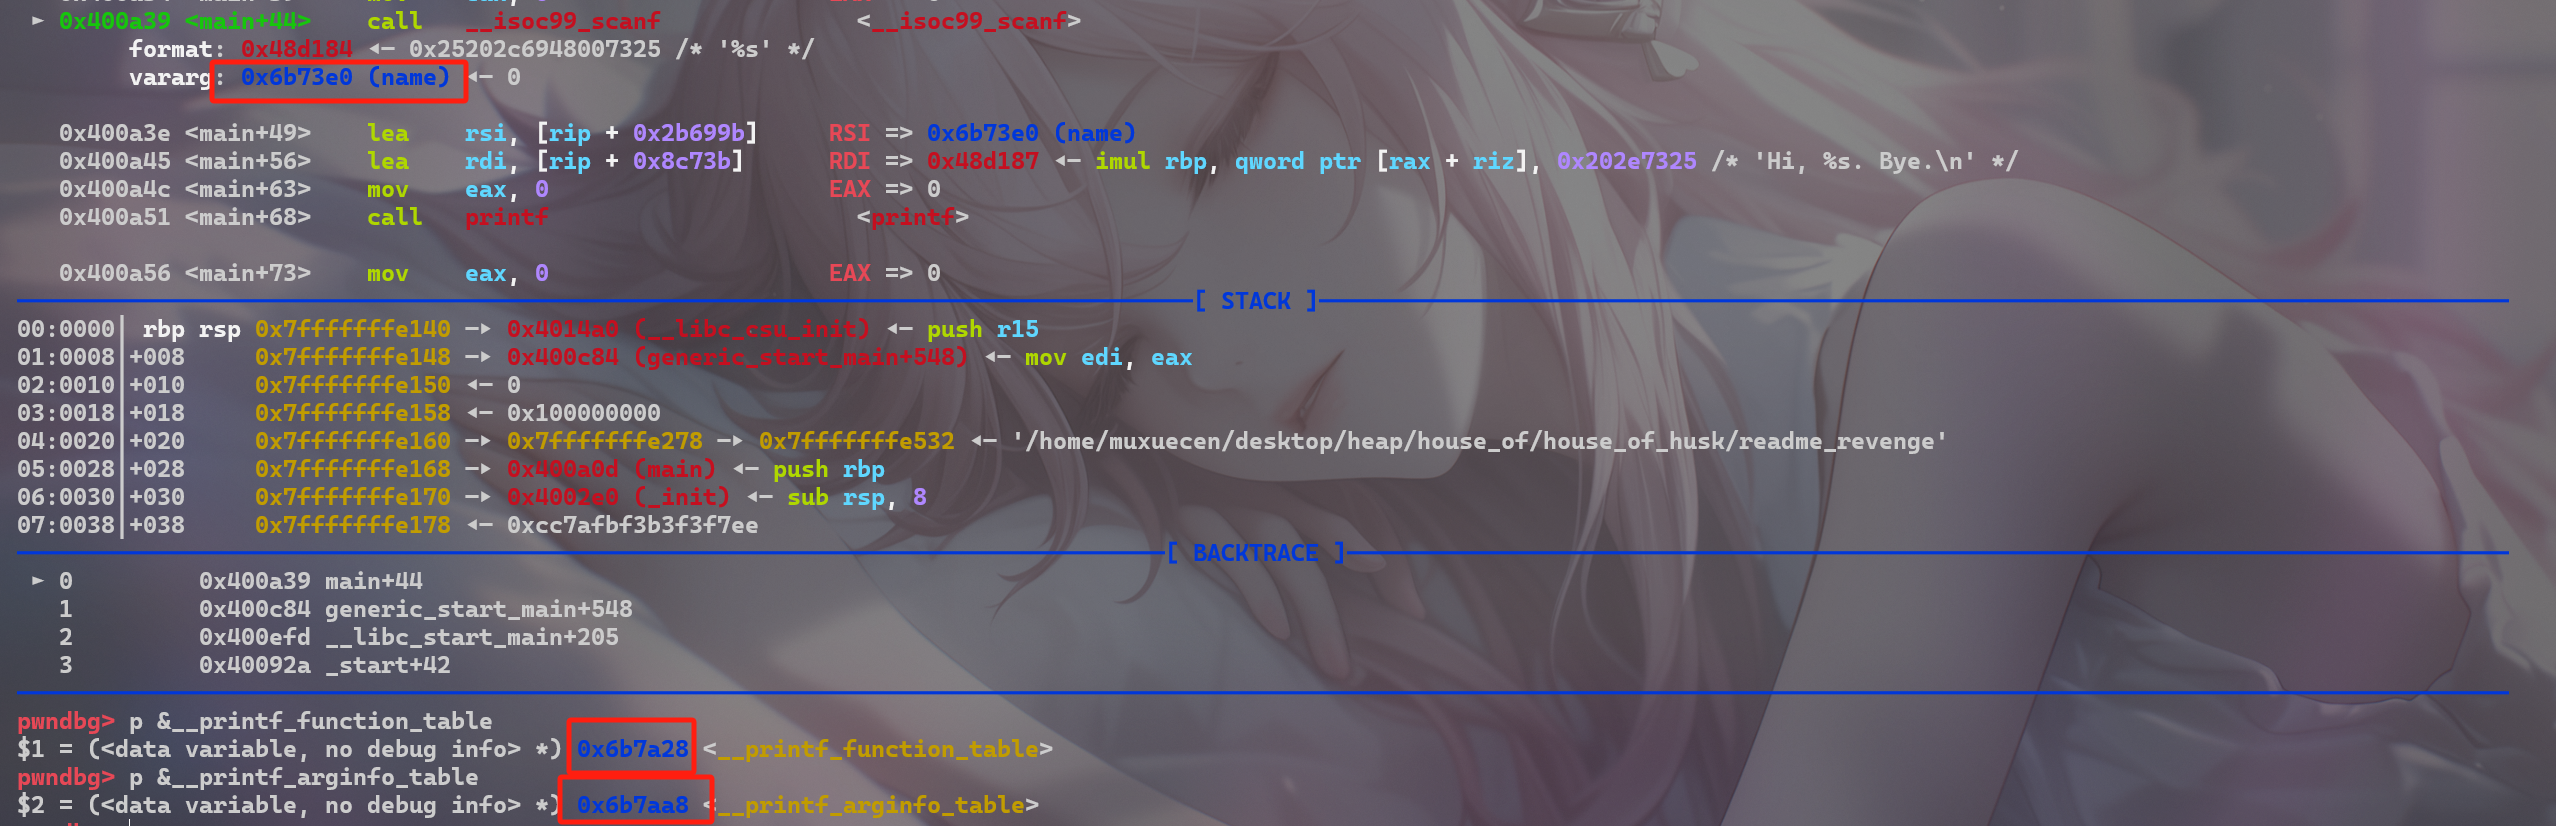 ► 0x400a39 <main+44> call __isoc99_scanf <__isoc99_scanf>
format: 0x48d184 ◂— 0x25202c6948007325 /* '%s' */
vararg: 0x6b73e0 (name) ◂— 0
0x400a3e <main+49> lea rsi, [rip + 0x2b699b] RSI => 0x6b73e0 (name)
0x400a45 <main+56> lea rdi, [rip + 0x8c73b] RDI => 0x48d187 ◂— imul rbp, qword ptr [rax + riz], 0x202e7325 /* 'Hi, %s. Bye.\n' */
0x400a4c <main+63> mov eax, 0 EAX => 0
0x400a51 <main+68> call printf <printf>
0x400a56 <main+73> mov eax, 0 EAX => 0
[ STACK ]
00:0000│ rbp rsp 0x7fffffffe140 —▸ 0x4014a0 (__libc_csu_init) ◂— push r15
01:0008│+008 0x7fffffffe148 —▸ 0x400c84 (generic_start_main+548) ◂— mov edi, eax
02:0010│+010 0x7fffffffe150 ◂— 0
03:0018│+018 0x7fffffffe158 ◂— 0x100000000
04:0020│+020 0x7fffffffe160 —▸ 0x7fffffffe278 —▸ 0x7fffffffe532 ◂— '/home/muxuecen/desktop/heap/house_of/house_of_husk/readme_revenge'
05:0028│+028 0x7fffffffe168 —▸ 0x400a0d (main) ◂— push rbp
06:0030│+030 0x7fffffffe170 —▸ 0x4002e0 (_init) ◂— sub rsp, 8
07:0038│+038 0x7fffffffe178 ◂— 0xcc7afbf3b3f3f7ee
[ BACKTRACE ]
► 0 0x400a39 main+44
1 0x400c84 generic_start_main+548
2 0x400efd __libc_start_main+205
3 0x40092a _start+42
pwndbg> p &__printf_function_table
$1 = (<data variable, no debug info> *) 0x6b7a28 <__printf_function_table>
pwndbg> p &__printf_arginfo_table
$2 = (<data variable, no debug info> *) 0x6b7aa8 <__printf_arginfo_table>